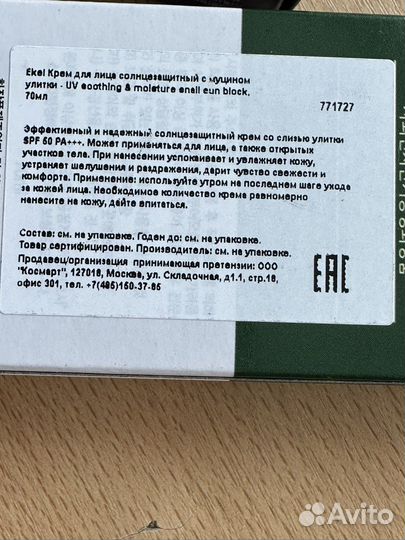 Ekel Крем для лица солнцезащитный с муцином
улитки - UV soothing & moisture snail sun block,
70мл
771727
Эффективный и надежный солнцезащитный крем со слизью улитки
SPF 50 PA+++. Может применяться для лица, а также открытых
участков тела. При нанесении успокаивает и увлажняет кожу,
устраняет шелушения и раздражения, дарит чувство свежести и
комфорта. Применение: используйте утром на последнем шаге ухода
за кожей лица. Необходимое количество крема равномерно
нанесите на кожу, дайте впитаться.
Состав: см. на упаковке. Годен до: см. на упаковке.
Товар сертифицирован. Производитель: см. на упаковке.
Продавец/организация принимающая претензии: ООО
"Космарт", 127018, Москва, ул. Складочная, д1.1, стр.16,
офис 301, тел. +7(495)150-37-85
EAC
Avito